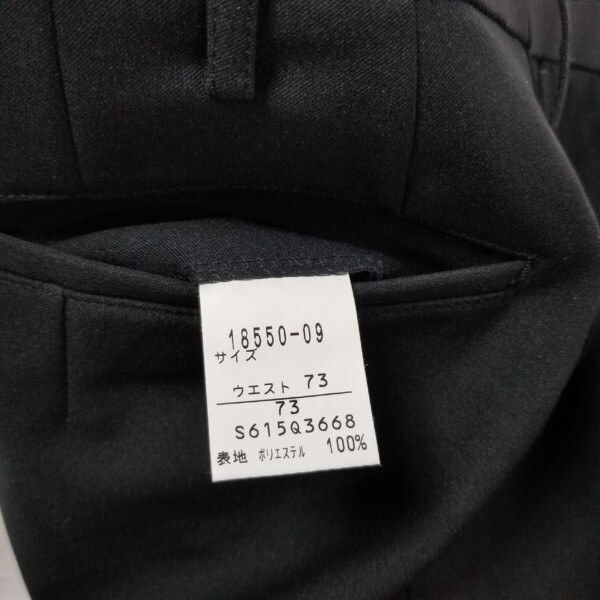 18550-09
サイズ
ウエスト 73
73
S615Q3668
表地 ポリエステル 100%